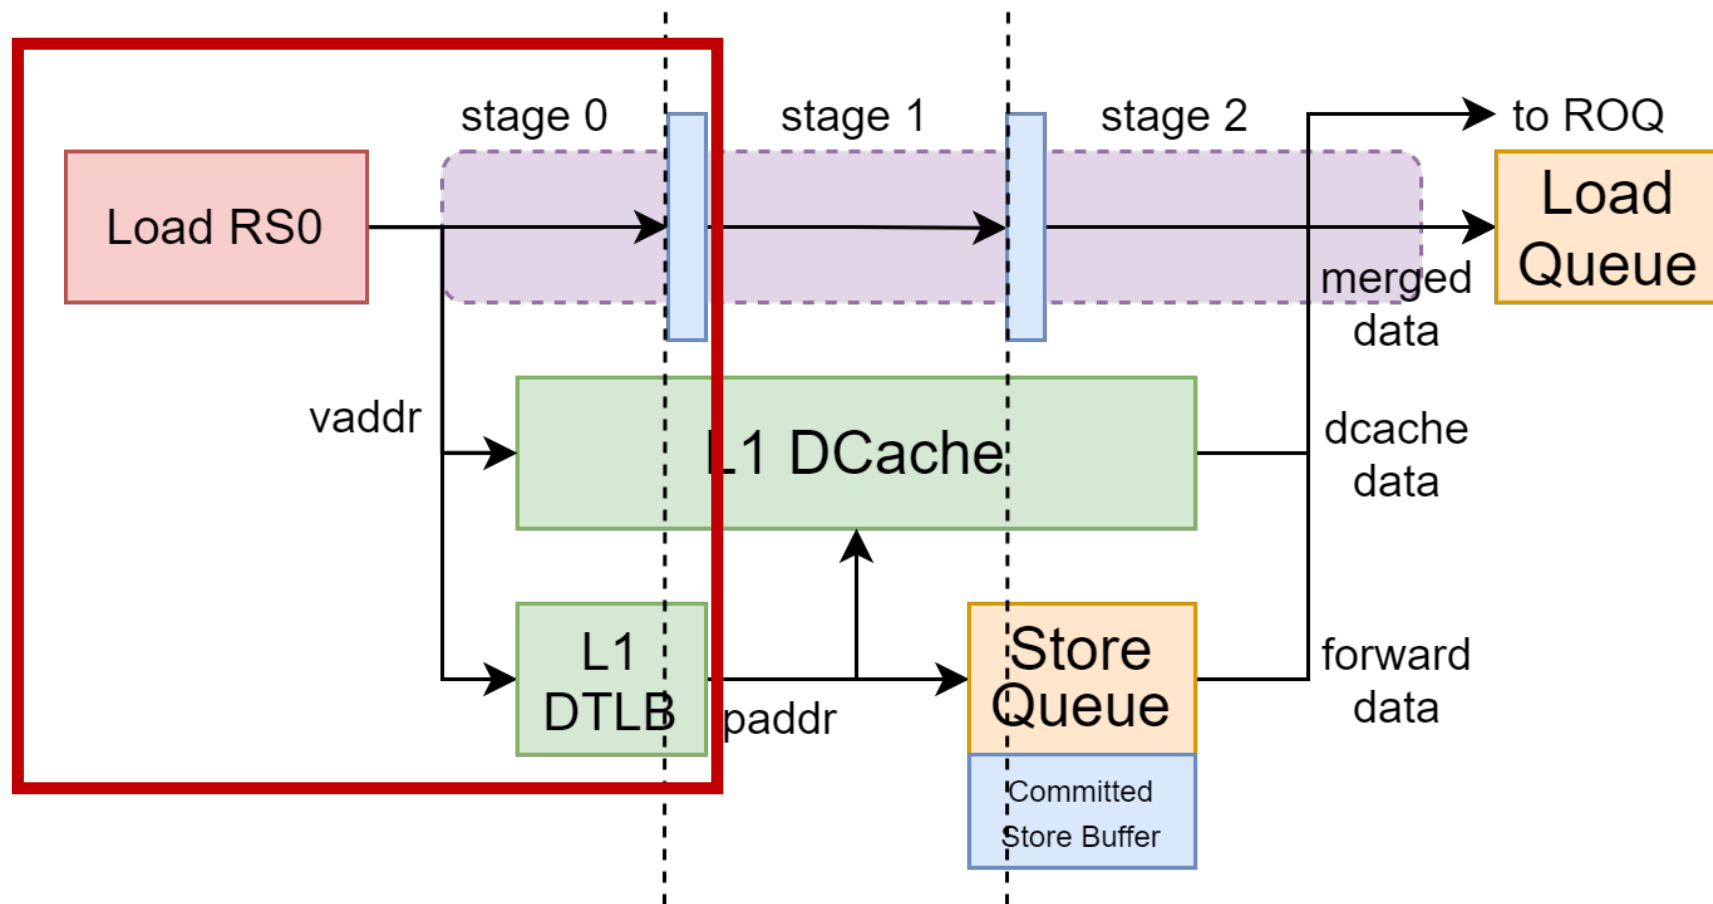 stage 0
stage 1
stage 2
to ROQ
Load RS0
Load
Queue
merged
data
vaddr
L1 DCache
dcache
data
L1
DTLB
paddr
Store
Queue
forward
data
Committed
Store Buffer